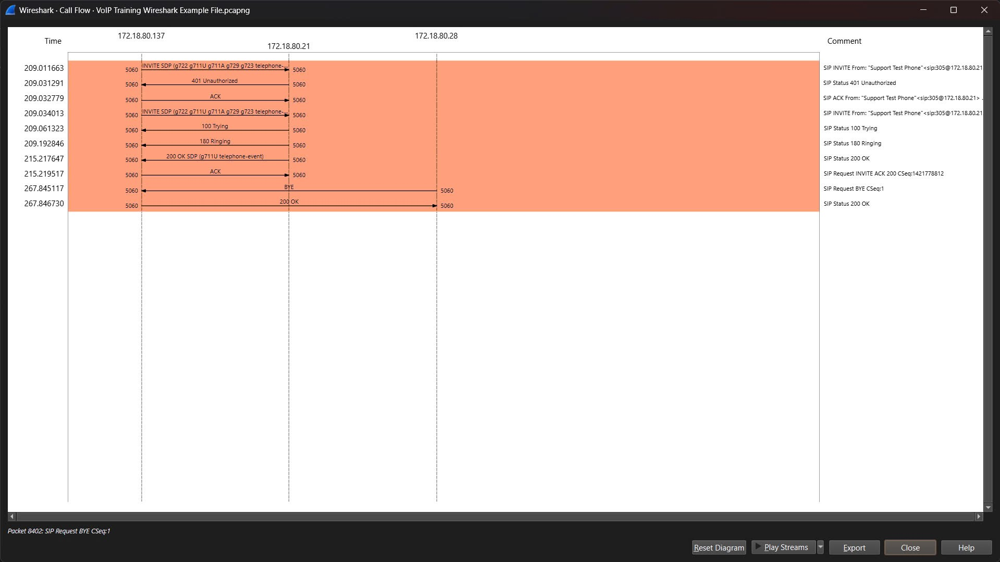 Wireshark · Call Flow · VoIP Training Wireshark Example File.pcapng
Time 172.18.80.137 172.18.80.21 172.18.80.28 Comment
209.011663 5060 INVITE SDP (g722 g711U g711A g729 g723 telephone-... 5060 SIP INVITE From: "Support Test Phone"<sip:305@172.18.80.21
209.031291 5060 401 Unauthorized 5060 SIP Status 401 Unauthorized
209.032779 5060 ACK 5060 SIP ACK From: "Support Test Phone"<sip:305@172.18.80.21> .
209.034013 5060 INVITE SDP (g722 g711U g711A g729 g723 telephone-... 5060 SIP INVITE From: "Support Test Phone"<sip:305@172.18.80.21
209.061323 5060 100 Trying 5060 SIP Status 100 Trying
209.192846 5060 180 Ringing 5060 SIP Status 180 Ringing
215.217647 5060 200 OK SDP (g711U telephone-event) 5060 SIP Status 200 OK
215.219517 5060 ACK 5060 SIP Request INVITE ACK 200 CSeq:1421778812
267.845117 5060 BYE 5060 SIP Request BYE CSeq:1
267.846730 5060 200 OK 5060 SIP Status 200 OK
Packet 8402: SIP Request BYE CSeq:1
Reset Diagram Play Streams Export Close Help